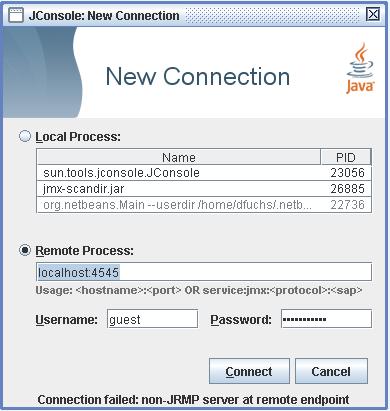 JConsole: New Connection
New Connection
Java
Local Process:
Name PID
sun.tools.jconsole.JConsole 23056
jmx-scandir.jar 26885
org.netbeans.Main --userdir /home/dfuchs/.netb... 22736
Remote Process:
localhost:4545
Usage: <hostname>:<port> OR service:jmx:<protocol>:<sap>
Username: guest Password: •••••••••••
Connect Cancel
Connection failed: non-JRMP server at remote endpoint